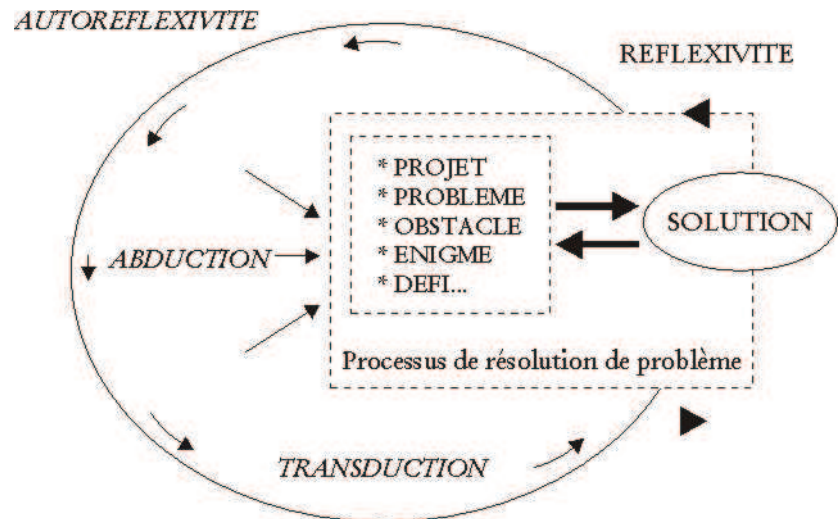 AUTOREFLEXIVITE
REFLEXIVITE
* PROJET
* PROBLEME
* OBSTACLE
* ENIGME
* DEFI...
SOLUTION
ABDUCTION
Processus de résolution de problème
TRANSDUCTION